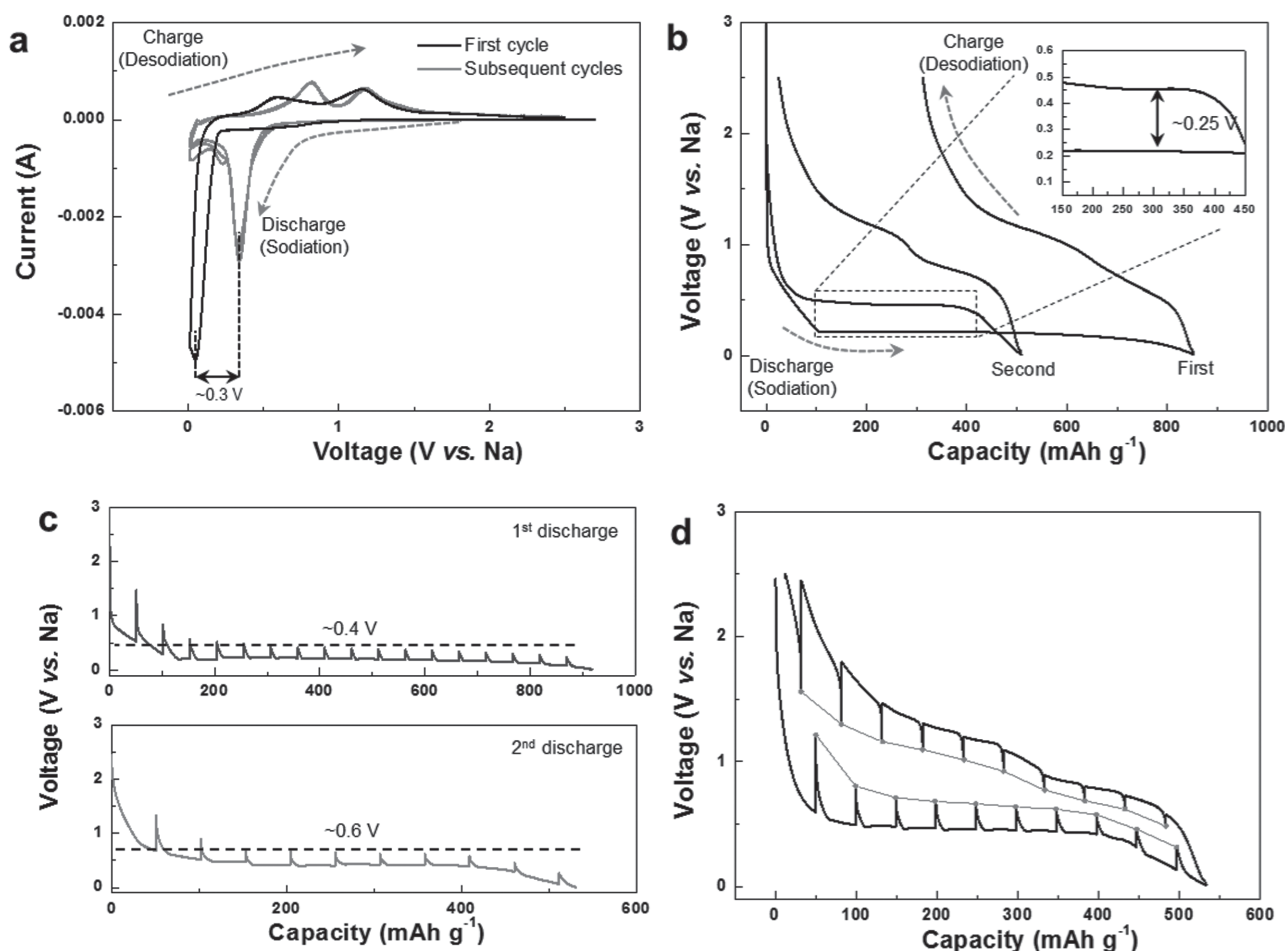 a
0.002
0.000
-0.002
-0.004
-0.006
Current (A)
Charge
(Desodiation)
First cycle
Subsequent cycles
Discharge
(Sodiation)
~0.3 V
0
1
2
3
Voltage (V vs. Na)
b
3
2
1
0
Voltage (V vs. Na)
Charge
(Desodiation)
0.6
0.5
0.4
0.3
0.2
0.1
~0.25 V
150
200
250
300
350
400
450
Discharge
(Sodiation)
Second
First
0
200
400
600
800
1000
Capacity (mAh g⁻¹)
c
3
2
1
0
1st discharge
~0.4 V
0
200
400
600
800
1000
Voltage (V vs. Na)
3
2
1
0
2nd discharge
~0.6 V
0
200
400
600
Capacity (mAh g⁻¹)
d
3
2
1
0
Voltage (V vs. Na)
0
100
200
300
400
500
600
Capacity (mAh g⁻¹)